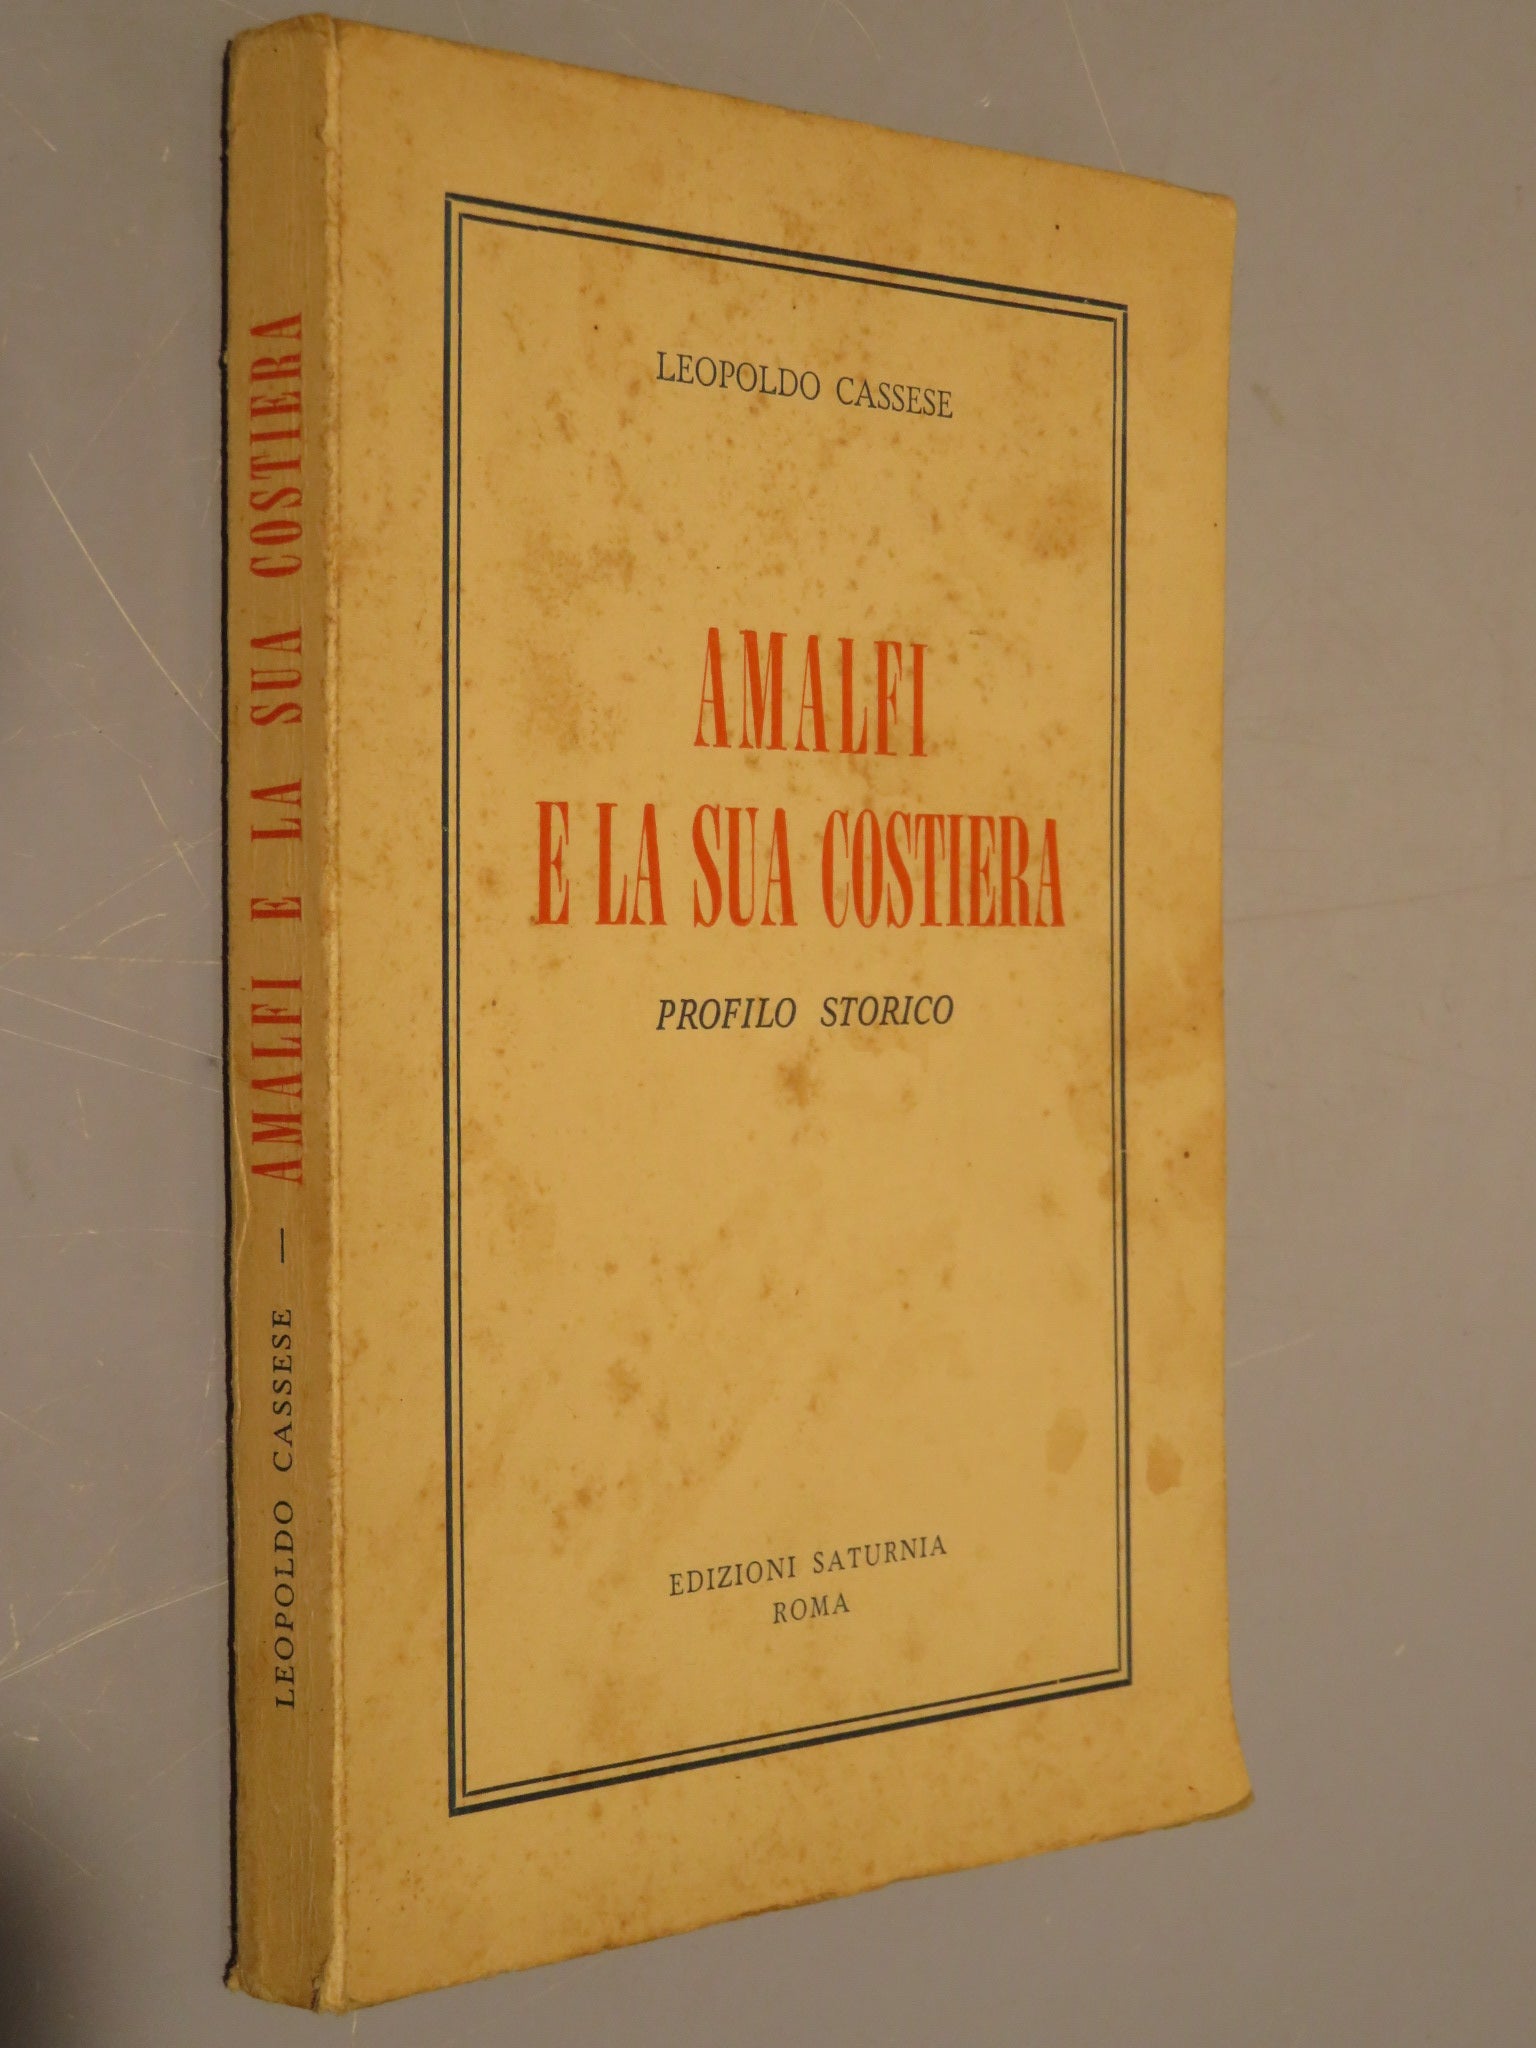 LEOPOLDO CASSESE — AMALFI E LA SUA COSTIERA
LEOPOLDO CASSESE
AMALFI
E LA SUA COSTIERA
PROFILO STORICO
EDIZIONI SATURNIA
ROMA